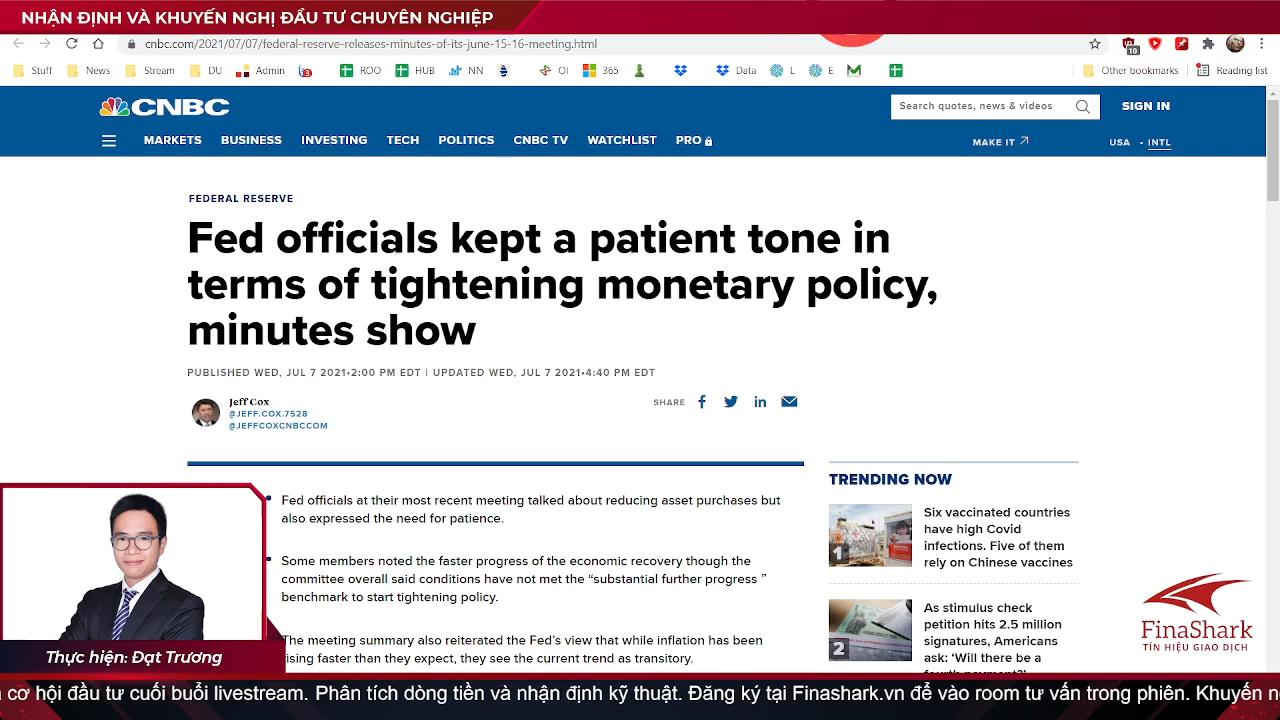 NHẬN ĐỊNH VÀ KHUYẾN NGHỊ ĐẦU TƯ CHUYÊN NGHIỆP
cnbc.com/2021/07/07/federal-reserve-releases-minutes-of-its-june-15-16-meeting.html
10
Stuff News Stream DU Admin ROO HUB NN OI 365 Data L E Other bookmarks Reading list
CNBC
Search quotes, news & videos
SIGN IN
MARKETS BUSINESS INVESTING TECH POLITICS CNBC TV WATCHLIST PRO
MAKE IT
USA - INTL
FEDERAL RESERVE
Fed officials kept a patient tone in
terms of tightening monetary policy,
minutes show
PUBLISHED WED, JUL 7 2021•2:00 PM EDT | UPDATED WED, JUL 7 2021•4:40 PM EDT
Jeff Cox
@JEFF.COX.7528
@JEFFCOXCNBCCOM
SHARE
Fed officials at their most recent meeting talked about reducing asset purchases but
also expressed the need for patience.
Some members noted the faster progress of the economic recovery though the
committee overall said conditions have not met the “substantial further progress ”
benchmark to start tightening policy.
The meeting summary also reiterated the Fed’s view that while inflation has been
rising faster than they expect, they see the current trend as transitory.
TRENDING NOW
1
Six vaccinated countries
have high Covid
infections. Five of them
rely on Chinese vaccines
2
As stimulus check
petition hits 2.5 million
signatures, Americans
ask: ‘Will there be a
fourth payment?’
FinaShark
TÍN HIỆU GIAO DỊCH
Thực hiện: Đạt Trương
cơ hội đầu tư cuối buổi livestream. Phân tích dòng tiền và nhận định kỹ thuật. Đăng ký tại Finashark.vn để vào room tư vấn trong phiên. Khuyến